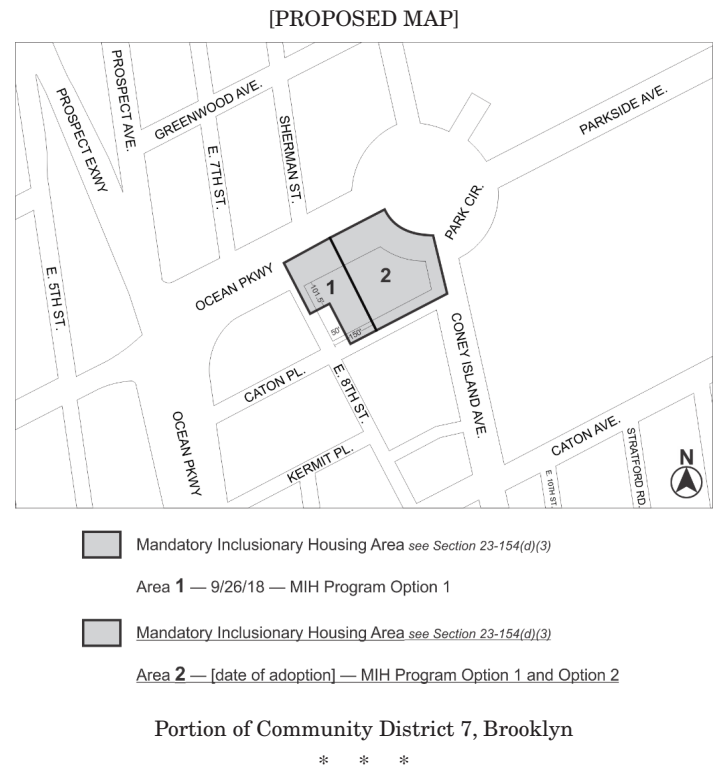 [PROPOSED MAP]
PROSPECT AVE.
GREENWOOD AVE.
PARKSIDE AVE.
PROSPECT EXWY
E. 7TH ST.
SHERMAN ST.
PARK CIR.
E. 5TH ST.
OCEAN PKWY
1
2
101.5'
50'
150'
CONEY ISLAND AVE.
CATON PL.
E. 8TH ST.
OCEAN PKWY
KERMIT PL.
CATON AVE.
STRATFORD RD.
E. 10TH ST.
N
Mandatory Inclusionary Housing Area see Section 23-154(d)(3)
Area 1 — 9/26/18 — MIH Program Option 1
Mandatory Inclusionary Housing Area see Section 23-154(d)(3)
Area 2 — [date of adoption] — MIH Program Option 1 and Option 2
Portion of Community District 7, Brooklyn
* * *